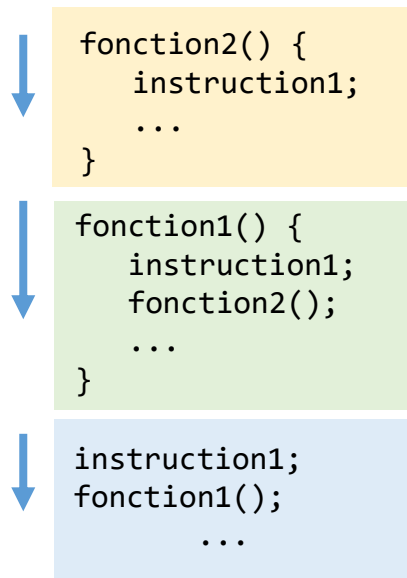 fonction2() {
instruction1;
...
}
fonction1() {
instruction1;
fonction2();
...
}
instruction1;
fonction1();
...